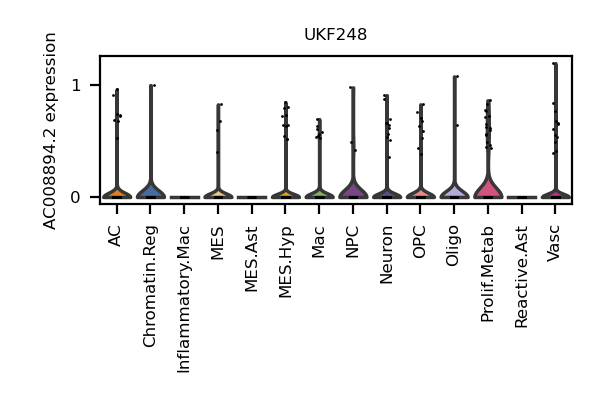 UKF248
AC008894.2 expression
1
0
AC
Chromatin.Reg
Inflammatory.Mac
MES
MES.Ast
MES.Hyp
Mac
NPC
Neuron
OPC
Oligo
Prolif.Metab
Reactive.Ast
Vasc